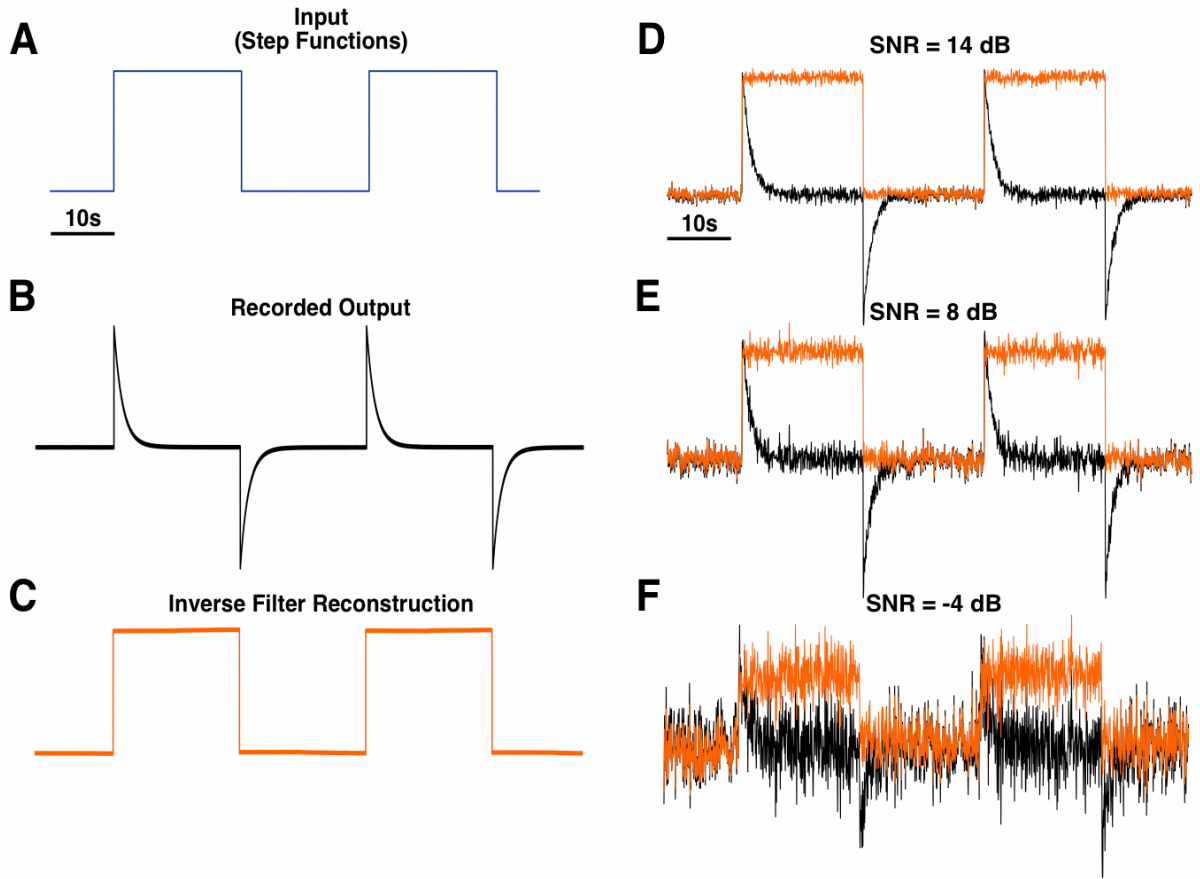 A
Input
(Step Functions)
10s
B
Recorded Output
C
Inverse Filter Reconstruction
D
SNR = 14 dB
10s
E
SNR = 8 dB
F
SNR = -4 dB